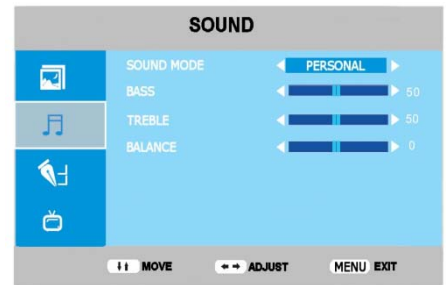 SOUND
SOUND MODE PERSONAL
BASS 50
TREBLE 50
BALANCE 0
MOVE ADJUST MENU EXIT